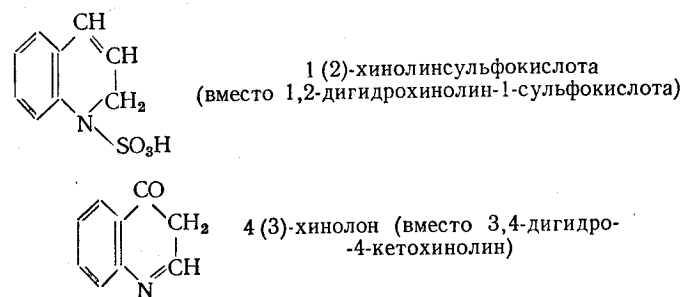 CH
CH
CH₂
N
SO₃H
1 (2)-хинолинсульфокислота
(вместо 1,2-дигидрохинолин-1-сульфокислота)
CO
CH₂
CH
N
4 (3)-хинолон (вместо 3,4-дигидро-
-4-кетохинолин)